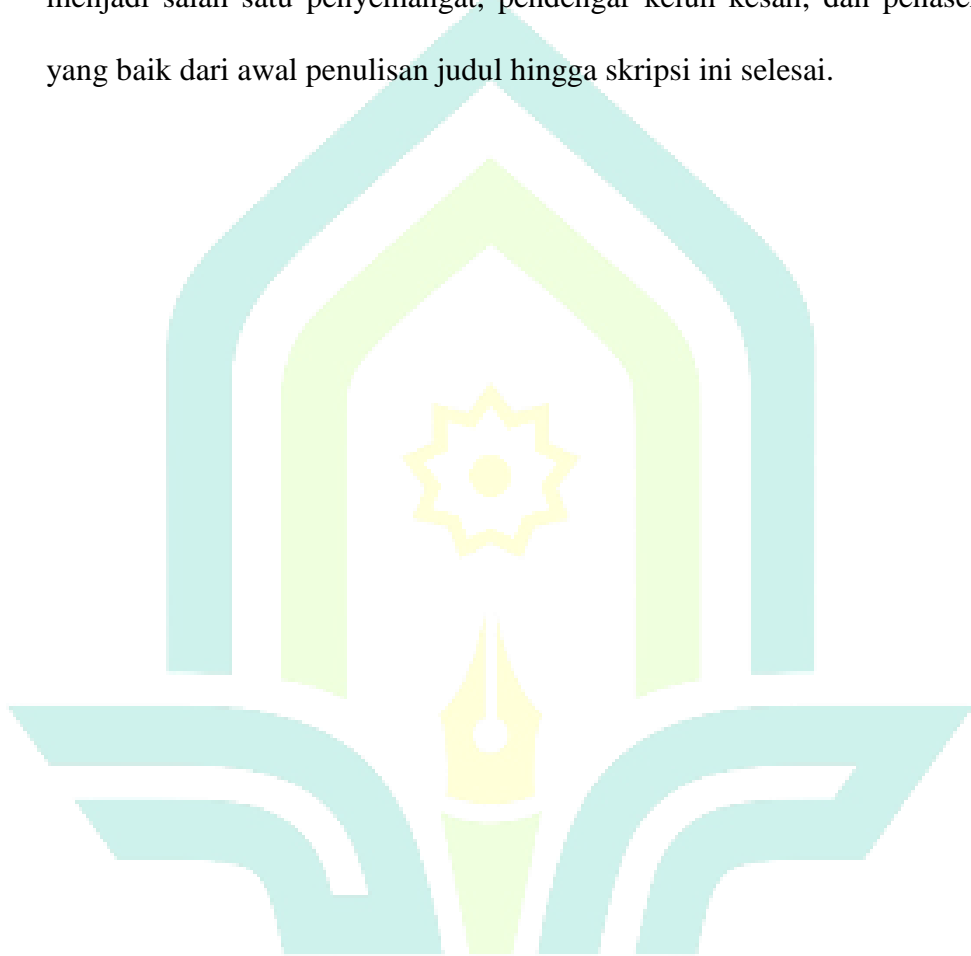 menjadi salah satu penyemangat, pendengar keluh kesah, dan
yang baik dari awal penulisan judul hingga skripsi ini selesai.